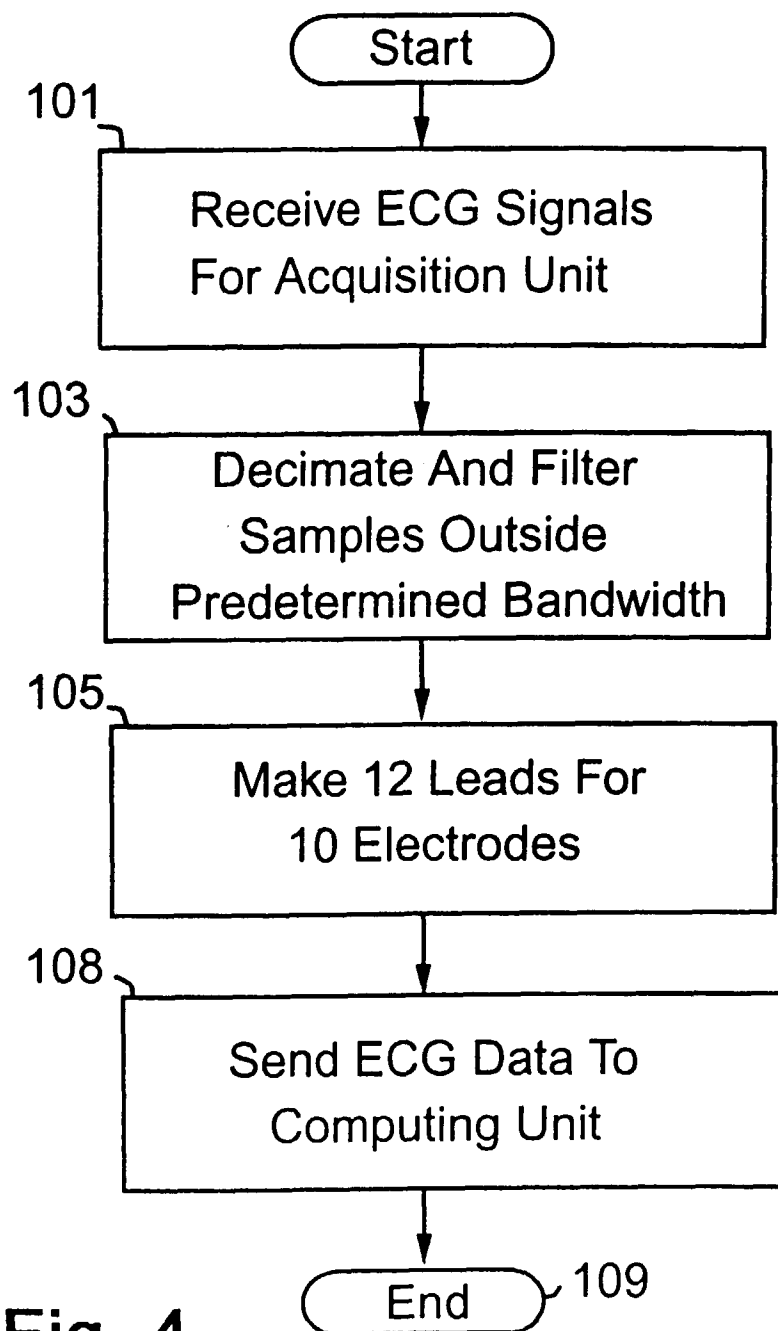 Start
101
Receive ECG Signals
For Acquisition Unit
103
Decimate And Filter
Samples Outside
Predetermined Bandwidth
105
Make 12 Leads For
10 Electrodes
108
Send ECG Data To
Computing Unit
End
109
Fig. 4